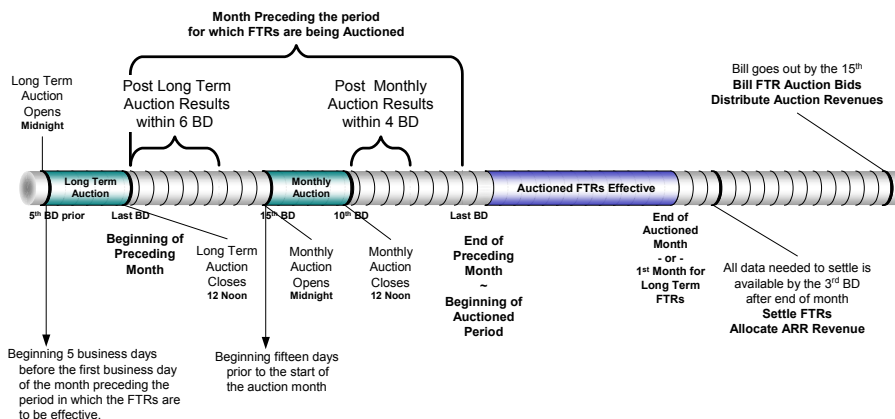 Month Preceding the period
for which FTRs are being Auctioned
Long Term
Auction
Opens
Midnight
Post Long Term
Auction Results
within 6 BD
Post Monthly
Auction Results
within 4 BD
Bill goes out by the 15th
Bill FTR Auction Bids
Distribute Auction Revenues
Long Term
Auction
Monthly
Auction
Auctioned FTRs Effective
5th BD prior
Last BD
15th BD
10th BD
Last BD
Beginning of
Preceding
Month
Long Term
Auction
Closes
12 Noon
Monthly
Auction
Opens
Midnight
Monthly
Auction
Closes
12 Noon
End of
Preceding
Month
~
Beginning of
Auctioned
Period
End of
Auctioned
Month
- or -
1st Month for
Long Term
FTRs
All data needed to settle is
available by the 3rd BD
after end of month
Settle FTRs
Allocate ARR Revenue
Beginning 5 business days
before the first business day
of the month preceding the
period in which the FTRs are
to be effective.
Beginning fifteen days
prior to the start of
the auction month